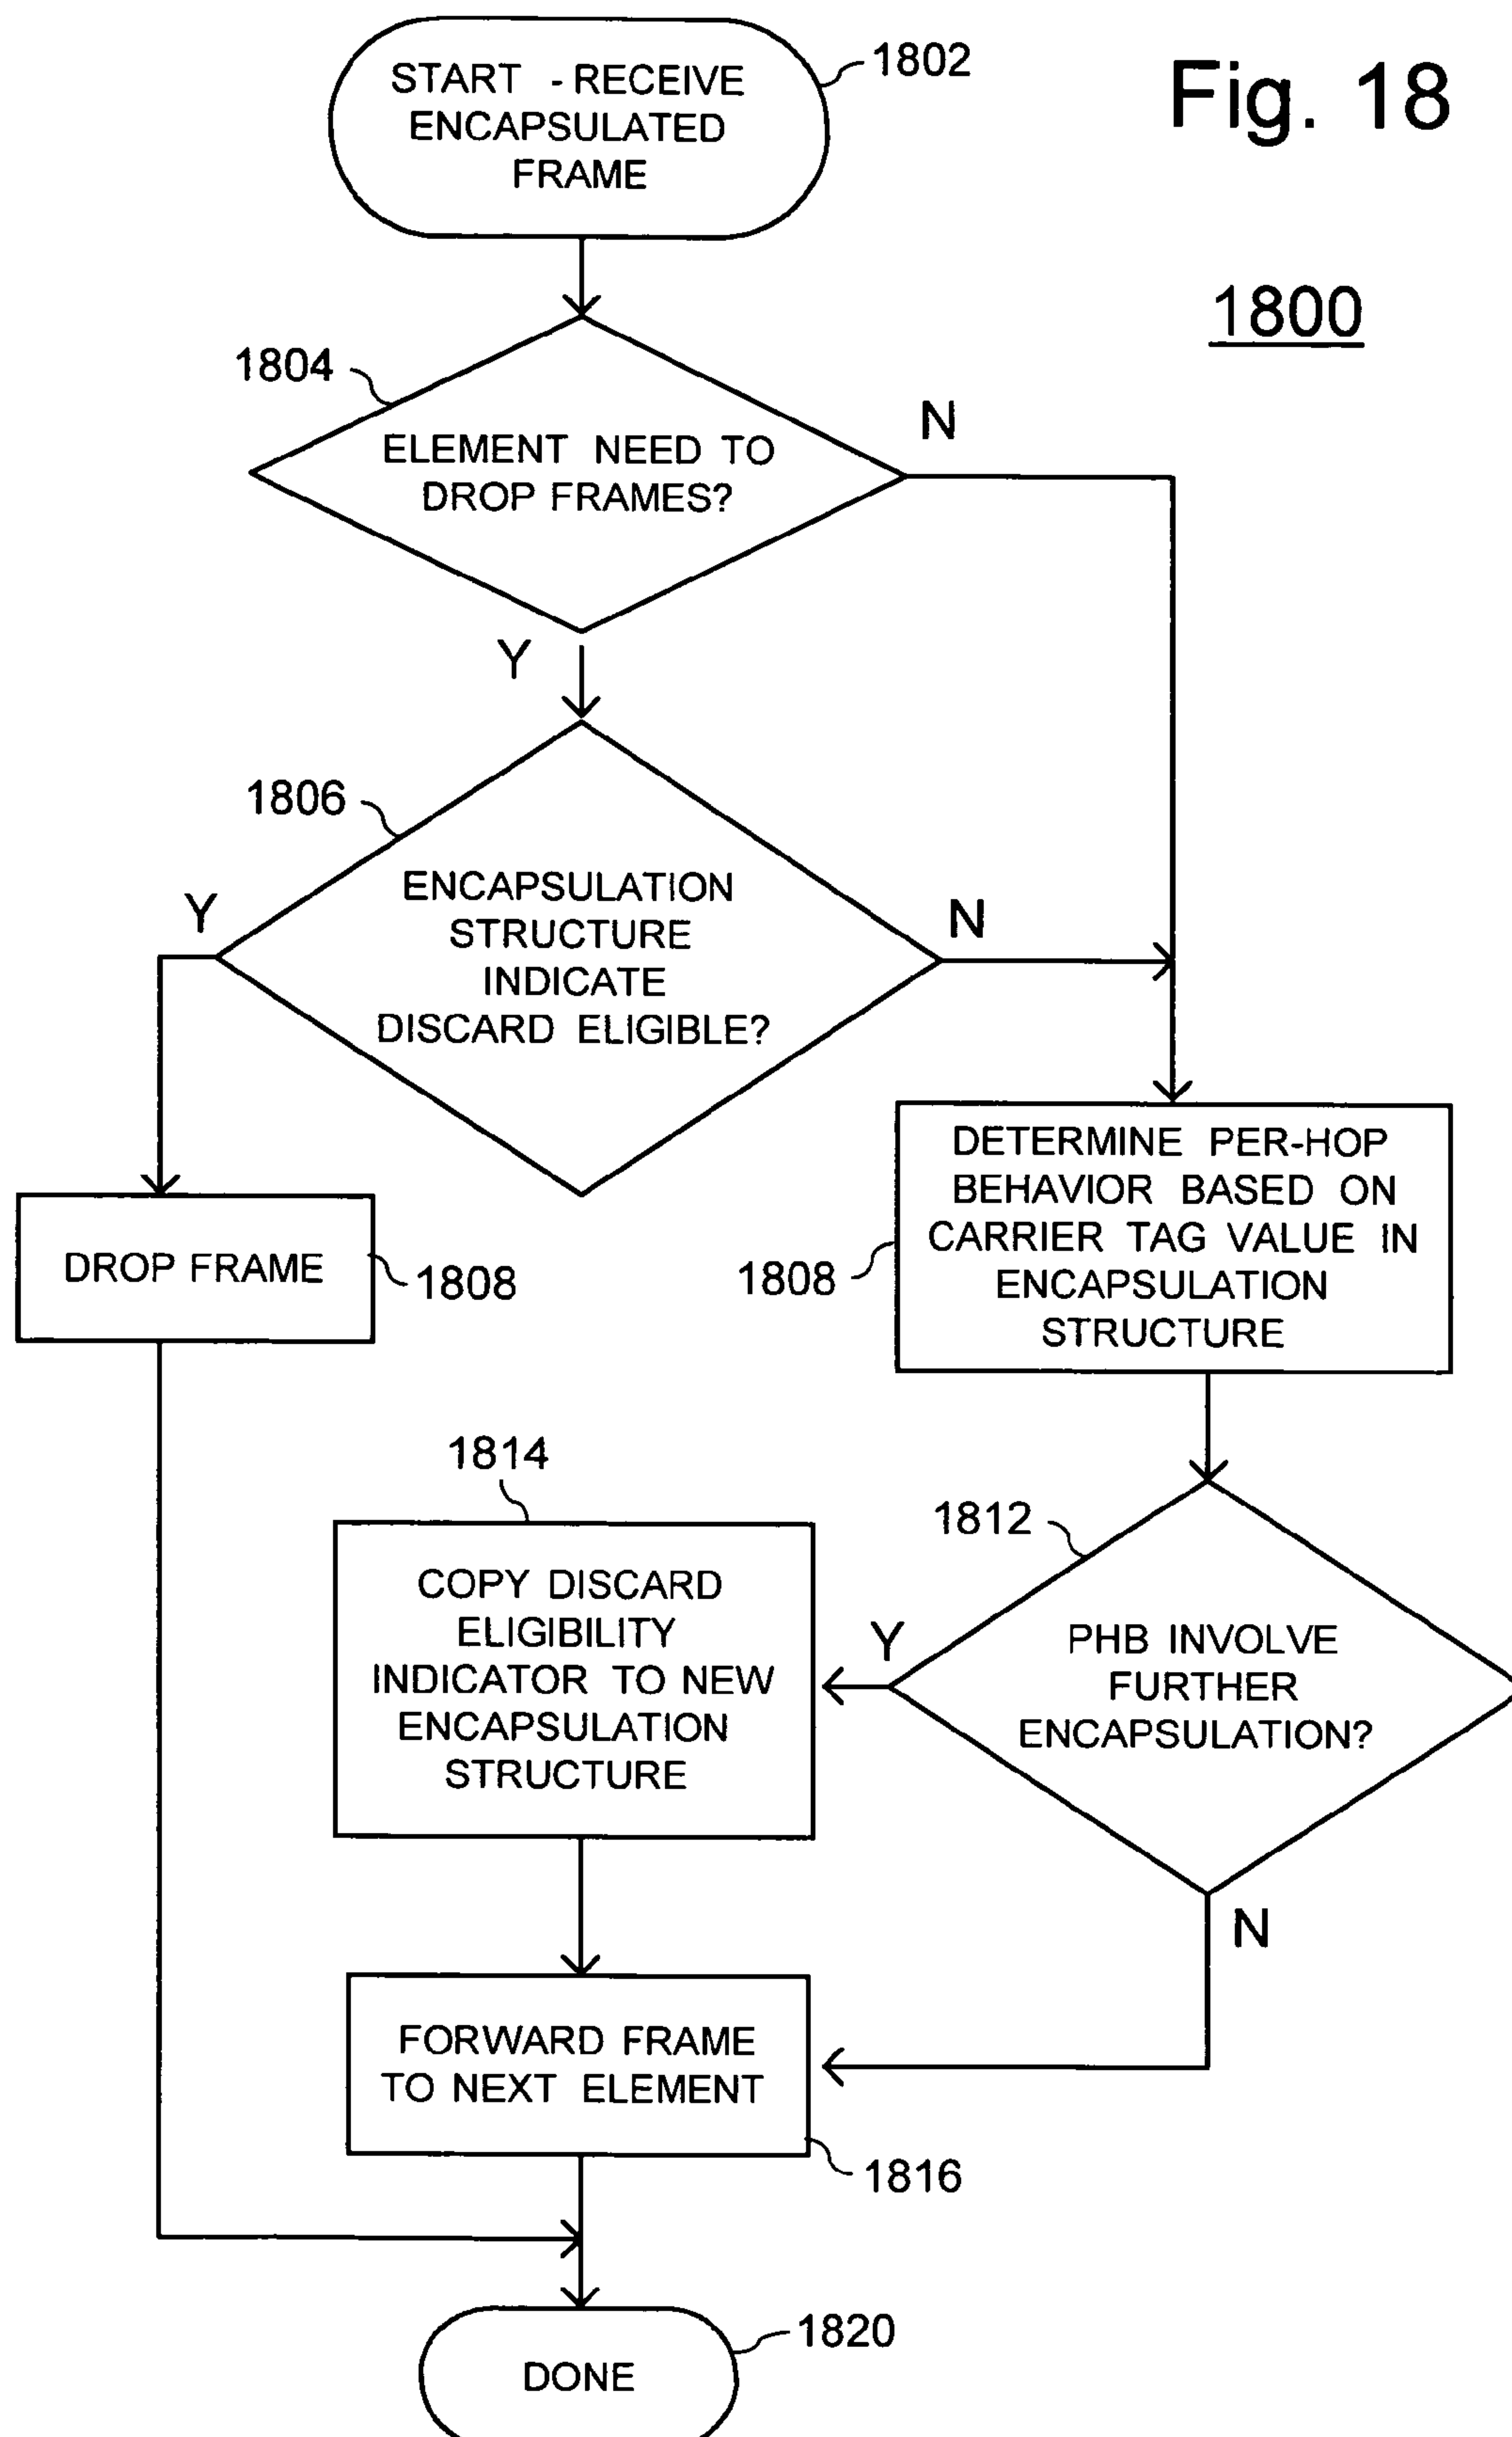 START - RECEIVE
ENCAPSULATED
FRAME
1802
Fig. 18
1800
1804
ELEMENT NEED TO
DROP FRAMES?
N
Y
1806
ENCAPSULATION
STRUCTURE
INDICATE
DISCARD ELIGIBLE?
Y
N
DROP FRAME
1808
1808
DETERMINE PER-HOP
BEHAVIOR BASED ON
CARRIER TAG VALUE IN
ENCAPSULATION
STRUCTURE
1814
COPY DISCARD
ELIGIBILITY
INDICATOR TO NEW
ENCAPSULATION
STRUCTURE
1812
PHB INVOLVE
FURTHER
ENCAPSULATION?
Y
N
FORWARD FRAME
TO NEXT ELEMENT
1816
1820
DONE